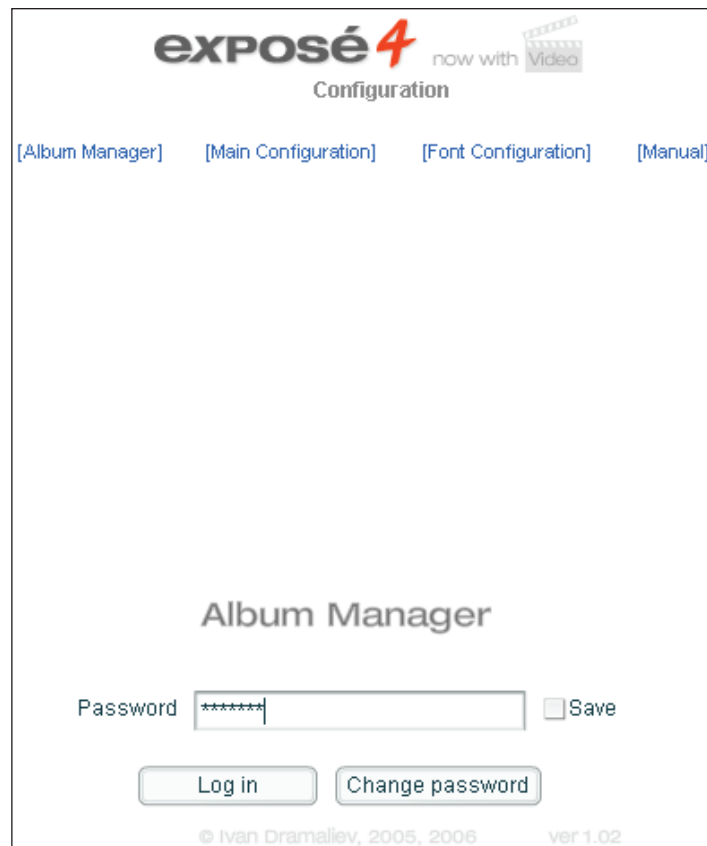 exposé4 now with Video
Configuration
[Album Manager] [Main Configuration] [Font Configuration] [Manual]
Album Manager
Password ******* Save
Log in Change password
© Ivan Dramaliev, 2005, 2006 ver 1.02